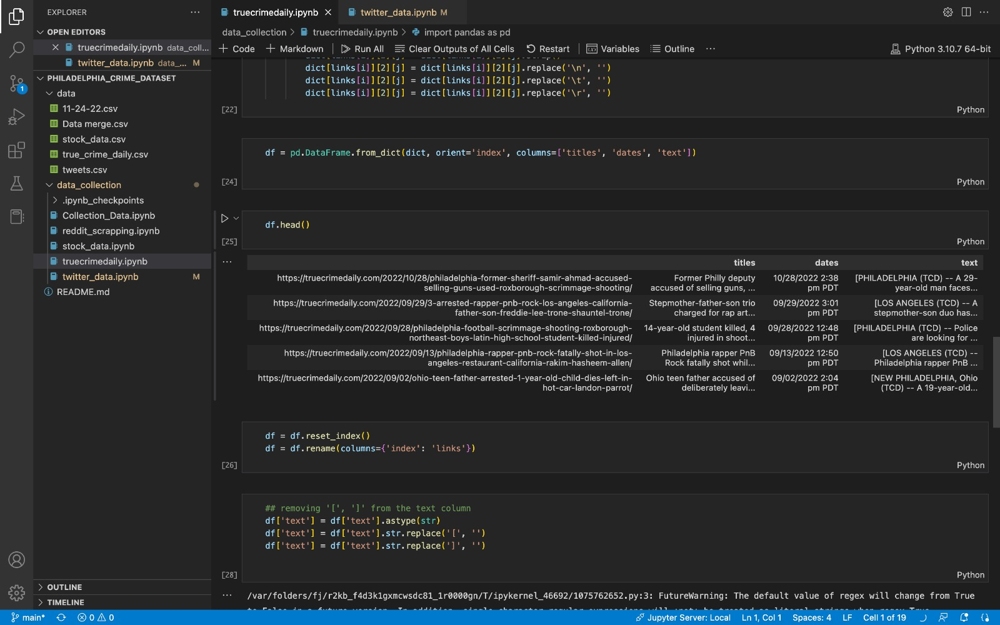 EXPLORER
OPEN EDITORS
truecrimedaily.ipynb data_coll...
twitter_data.ipynb data_... M
PHILADELPHIA_CRIME_DATASET
data
11-24-22.csv
Data merge.csv
stock_data.csv
true_crime_daily.csv
tweets.csv
data_collection
.ipynb_checkpoints
Collection_Data.ipynb
reddit_scrapping.ipynb
stock_data.ipynb
truecrimedaily.ipynb
twitter_data.ipynb M
README.md
OUTLINE
TIMELINE
1
truecrimedaily.ipynb
twitter_data.ipynb M
data_collection > truecrimedaily.ipynb > import pandas as pd
+ Code + Markdown Run All Clear Outputs of All Cells Restart Variables Outline ... Python 3.10.7 64-bit
dict[links[i]][2][j] = dict[links[i]][2][j].replace('\n', '')
dict[links[i]][2][j] = dict[links[i]][2][j].replace('\t', '')
dict[links[i]][2][j] = dict[links[i]][2][j].replace('\r', '')
[22] Python
df = pd.DataFrame.from_dict(dict, orient='index', columns=['titles', 'dates', 'text'])
[24] Python
df.head()
[25] Python
titles dates text
https://truecrimedaily.com/2022/10/28/philadelphia-former-sheriff-samir-ahmad-accused- Former Philly deputy 10/28/2022 2:38 [PHILADELPHIA (TCD) -- A 29-
selling-guns-used-roxborough-scrimmage-shooting/ accused of selling guns, ... pm PDT year-old man faces...
https://truecrimedaily.com/2022/09/29/3-arrested-rapper-pnb-rock-los-angeles-california- Stepmother-father-son trio 09/29/2022 3:01 [LOS ANGELES (TCD) -- A
father-son-freddie-lee-trone-shauntel-trone/ charged for rap art... pm PDT stepmother-son duo has...
https://truecrimedaily.com/2022/09/28/philadelphia-football-scrimmage-shooting-roxborough- 14-year-old student killed, 4 09/28/2022 12:48 [PHILADELPHIA (TCD) -- Police
northeast-boys-latin-high-school-student-killed-injured/ injured in shoot... pm PDT are looking for ...
https://truecrimedaily.com/2022/09/13/philadelphia-rapper-pnb-rock-fatally-shot-in-los- Philadelphia rapper PnB 09/13/2022 12:50 [LOS ANGELES (TCD) --
angeles-restaurant-california-rakim-hasheem-allen/ Rock fatally shot whil... pm PDT Philadelphia rapper PnB ...
https://truecrimedaily.com/2022/09/02/ohio-teen-father-arrested-1-year-old-child-dies-left-in- Ohio teen father accused of 09/02/2022 2:04 [NEW PHILADELPHIA, Ohio
hot-car-landon-parrot/ deliberately leavi... pm PDT (TCD) -- A 19-year-old...
df = df.reset_index()
df = df.rename(columns={'index': 'links'})
[26] Python
## removing '[', ']' from the text column
df['text'] = df['text'].astype(str)
df['text'] = df['text'].str.replace('[', '')
df['text'] = df['text'].str.replace(']', '')
[28] Python
/var/folders/fj/r2kb_f4d3k1gxmcwsdc81_1r0000gn/T/ipykernel_46692/1075762652.py:3: FutureWarning: The default value of regex will change from True
main* 0 0 Jupyter Server: Local Ln 1, Col 1 Spaces: 4 LF Cell 1 of 19